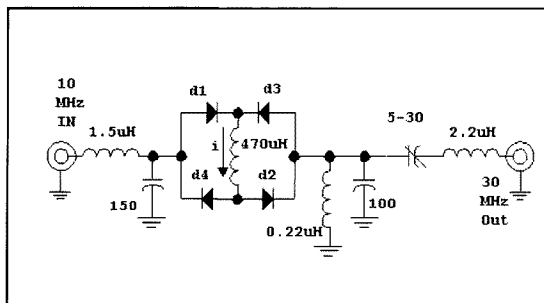 10
MHz
IN
1.5uH
150
d1
d3
i
470uH
d4
d2
0.22uH
100
5-30
2.2uH
30
MHz
Out